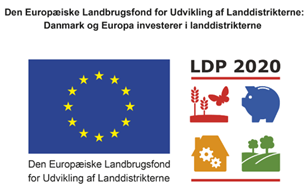 Den Europæiske Landbrugsfond for Udvikling af Landdistrikterne:
Danmark og Europa investerer i landdistrikterne
LDP 2020
Den Europæiske Landbrugsfond
for Udvikling af Landdistrikterne